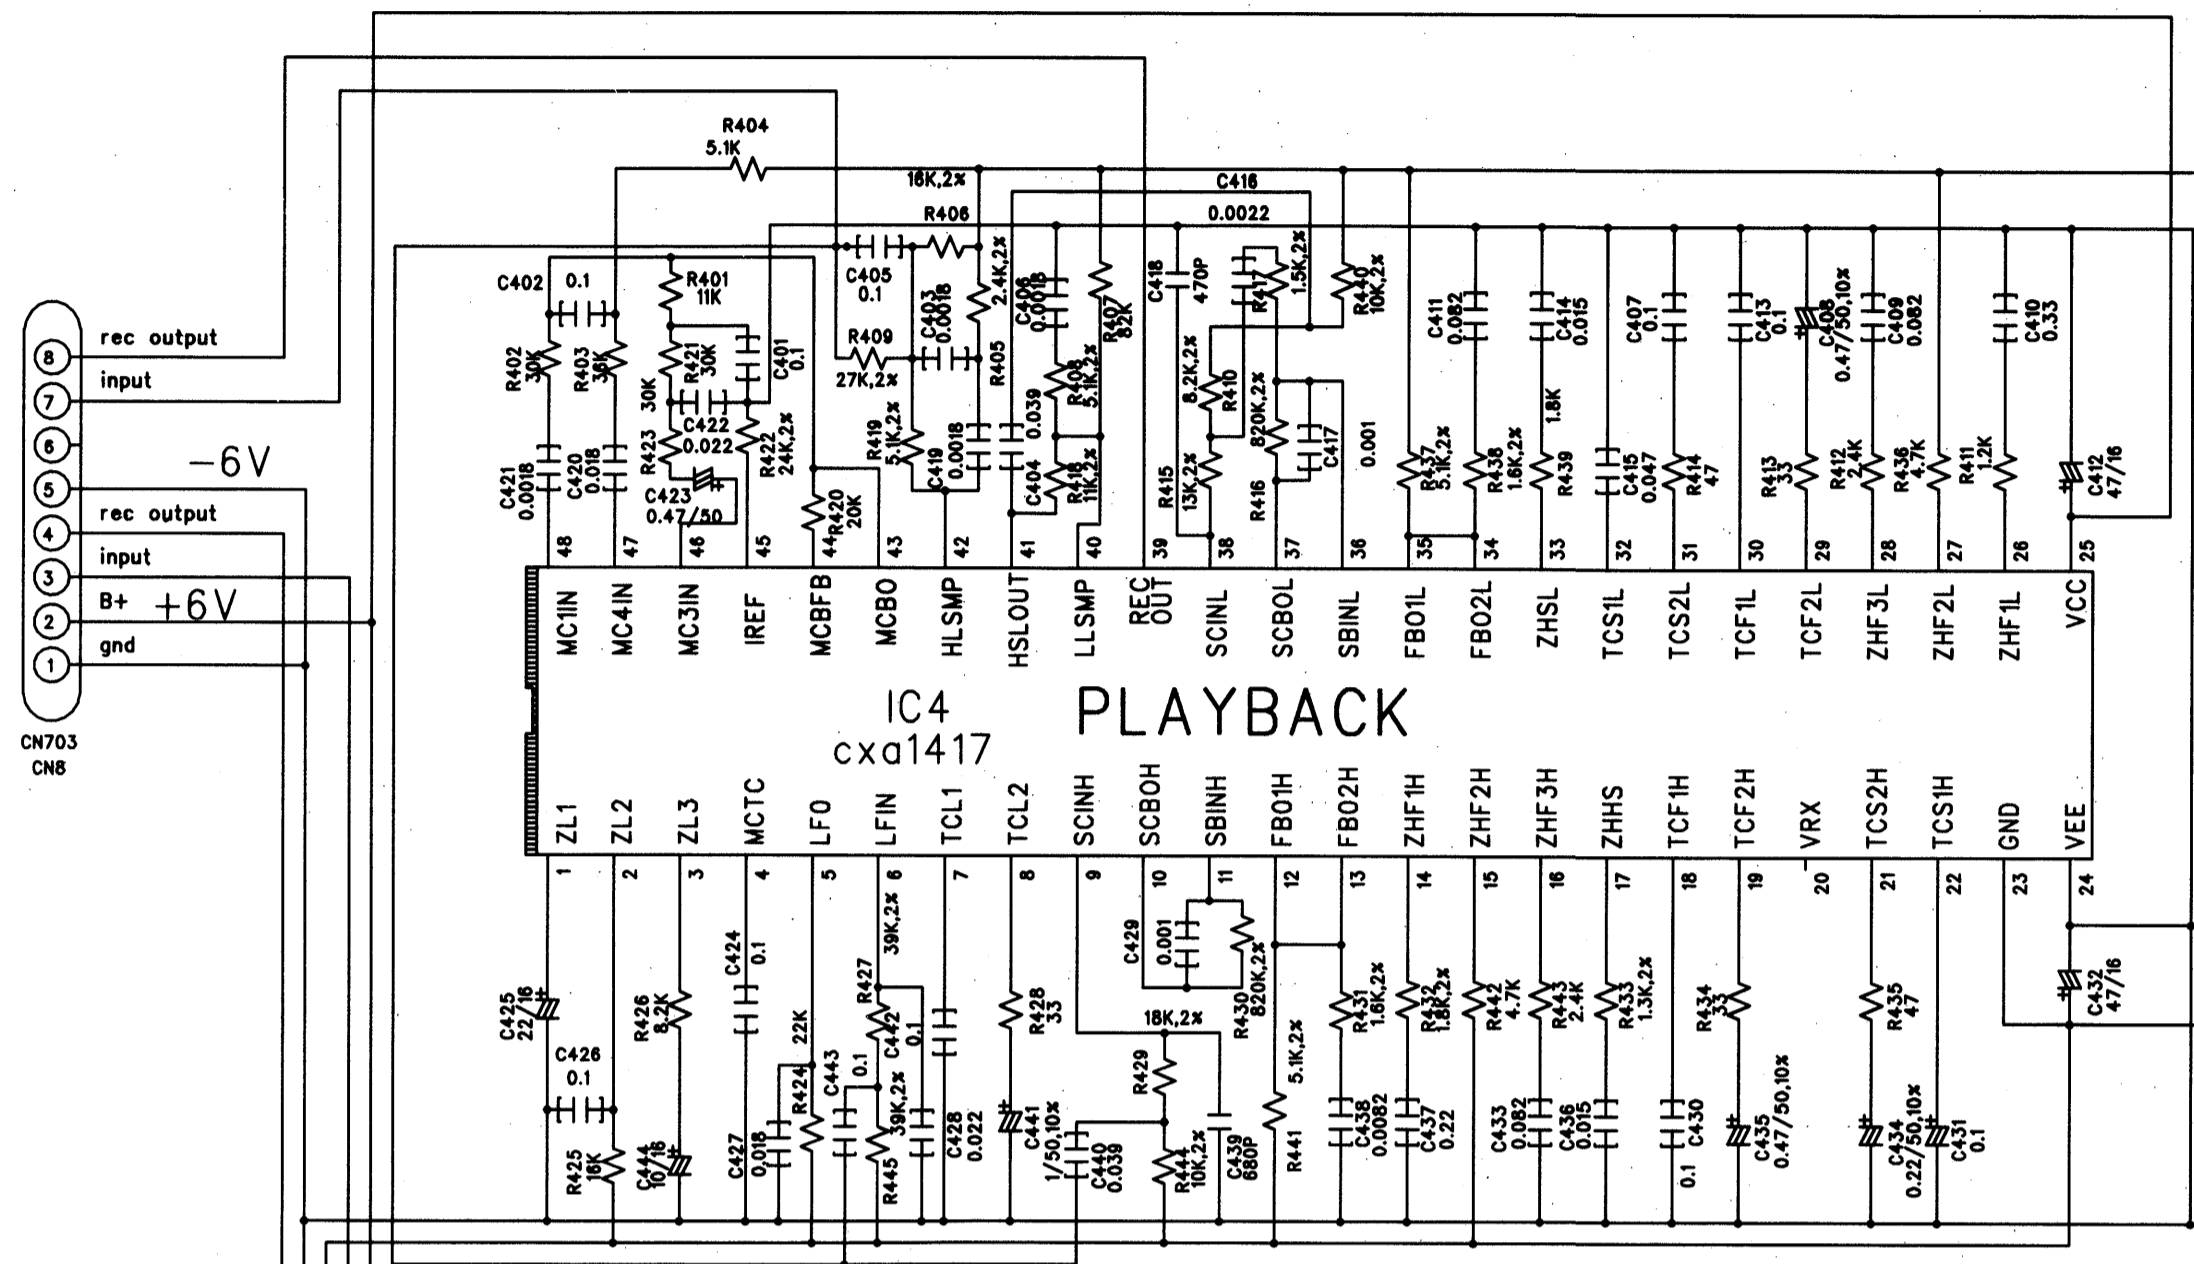 R404
5.1K
16K,2%
R406
C416
0.0022
C402
0.1
R401
11K
C405
0.1
C403
0.0018
2.4K,2%
C406
0.0018
R407
82K
C418
470P
R417
1.5K,2%
R440
10K,2%
C411
0.082
C414
0.015
C407
0.1
C413
0.1
C408
0.47/50,10%
C409
0.082
C410
0.33
R402
30K
R403
36K
R421
30K
C401
0.1
R409
27K,2%
R405
R408
5.1K,2%
8.2K,2%
R410
820K,2%
C417
0.001
30K
R423
C422
0.022
R422
24K,2%
R419
5.1K,2%
C419
0.0018
0.039
C404
R418
11K,2%
R415
13K,2%
R416
R437
5.1K,2%
R438
1.6K,2%
1.8K
R439
C415
0.047
R414
47
R413
33
R412
2.4K
R436
4.7K
R411
1.2K
C412
47/16
C421
0.0018
C420
0.018
C423
0.47/50
R420
20K
8
rec output
7
input
6
5
-6V
4
rec output
3
input
2
B+
+6V
1
gnd
CN703
CN8
48
47
46
45
44
43
42
41
40
39
38
37
36
35
34
33
32
31
30
29
28
27
26
25
MC1IN
MC4IN
MC3IN
IREF
MCBFB
MCBO
HLSMP
HSLOUT
LLSMP
REC
OUT
SCINL
SCBOL
SBINL
FBO1L
FBO2L
ZHSL
TCS1L
TCS2L
TCF1L
TCF2L
ZHF3L
ZHF2L
ZHF1L
VCC
IC4
cxa1417
PLAYBACK
ZL1
ZL2
ZL3
MCTC
LFO
LFIN
TCL1
TCL2
SCINH
SCBOH
SBINH
FBO1H
FBO2H
ZHF1H
ZHF2H
ZHF3H
ZHHS
TCF1H
TCF2H
VRX
TCS2H
TCS1H
GND
VEE
1
2
3
4
5
6
7
8
9
10
11
12
13
14
15
16
17
18
19
20
21
22
23
24
C425
22/16
C426
0.1
R425
16K
R426
8.2K
C444
10/16
C424
0.1
C427
0.018
22K
R424
C443
0.1
39K,2%
R427
C442
0.1
39K,2%
R445
C428
0.022
R428
33
C441
1/50,10%
C440
0.039
C429
0.001
R430
820K,2%
18K,2%
R429
R444
10K,2%
C439
680P
5.1K,2%
R441
R431
1.6K,2%
C438
0.0082
R432
1.8K,2%
C437
0.22
R442
4.7K
C433
0.082
R443
2.4K
C436
0.015
R433
1.3K,2%
C430
0.1
R434
33
C435
0.47/50,10%
R435
47
C434
0.22/50,10%
C431
0.1
C432
47/16